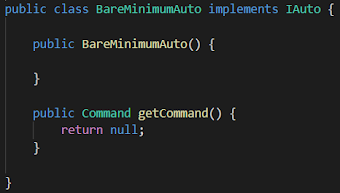 public class BareMinimumAuto implements IAuto {
public BareMinimumAuto() {
}
public Command getCommand() {
return null;
}
}